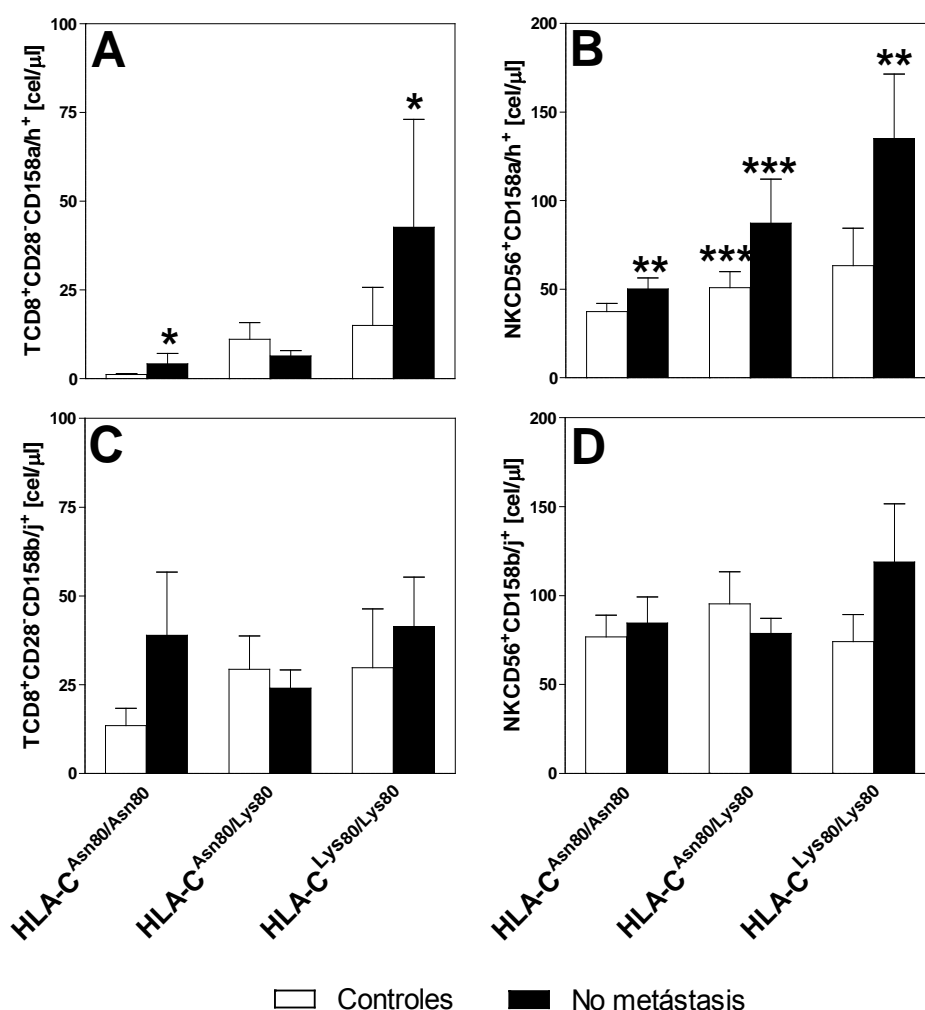 A
TCD8⁺CD28⁻CD158a/h⁺ [cel/µl]
100
75
50
25
0
*
*
B
NKCD56⁺CD158a/h⁺ [cel/µl]
200
150
100
50
0
**
***
***
**
C
TCD8⁺CD28⁻CD158b/j⁺ [cel/µl]
100
75
50
25
0
HLA-C^Asn80/Asn80
HLA-C^Asn80/Lys80
HLA-C^Lys80/Lys80
D
NKCD56⁺CD158b/j⁺ [cel/µl]
200
150
100
50
0
HLA-C^Asn80/Asn80
HLA-C^Asn80/Lys80
HLA-C^Lys80/Lys80
Controles
No metástasis